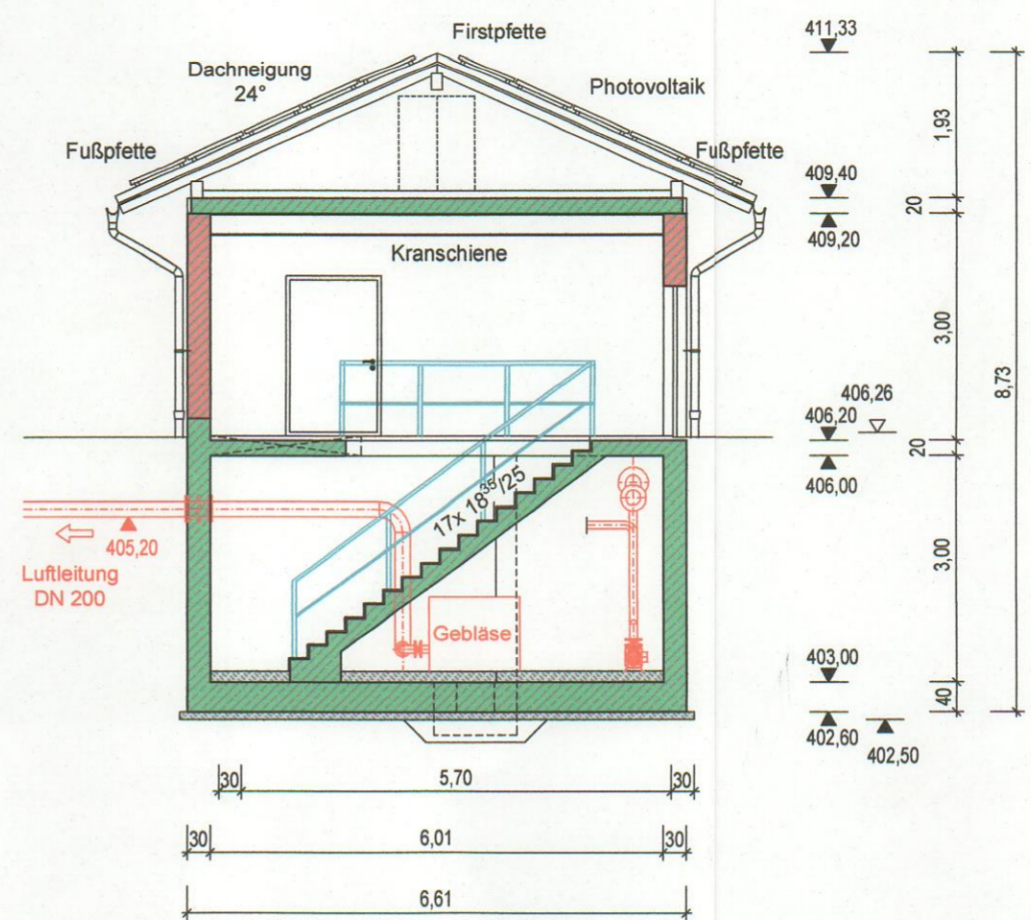 Firstpfette
Dachneigung
24°
Photovoltaik
Fußpfette
Fußpfette
Kranschiene
17x 18³⁵/25
405,20
Luftleitung
DN 200
Gebläse
411,33
409,40
409,20
406,26
406,20
406,00
403,00
402,60
402,50
1,93
20
3,00
20
3,00
40
8,73
30 5,70 30
30 6,01 30
6,61